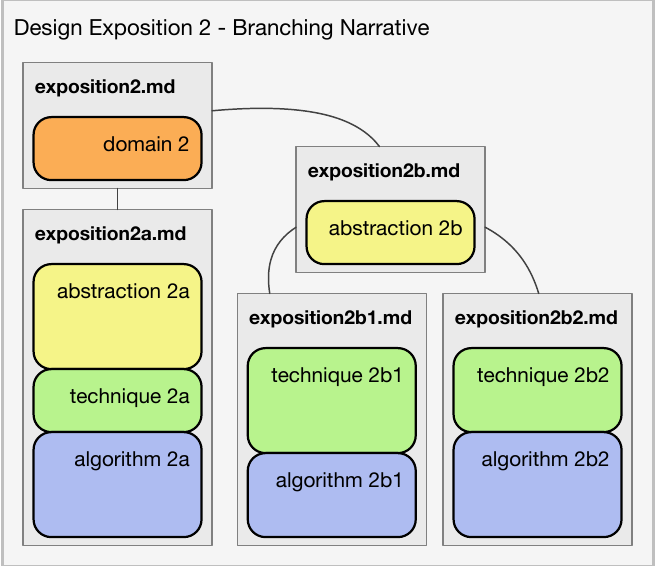 Design Exposition 2 - Branching Narrative
exposition2.md
domain 2
exposition2a.md
abstraction 2a
technique 2a
algorithm 2a
exposition2b.md
abstraction 2b
exposition2b1.md
technique 2b1
algorithm 2b1
exposition2b2.md
technique 2b2
algorithm 2b2